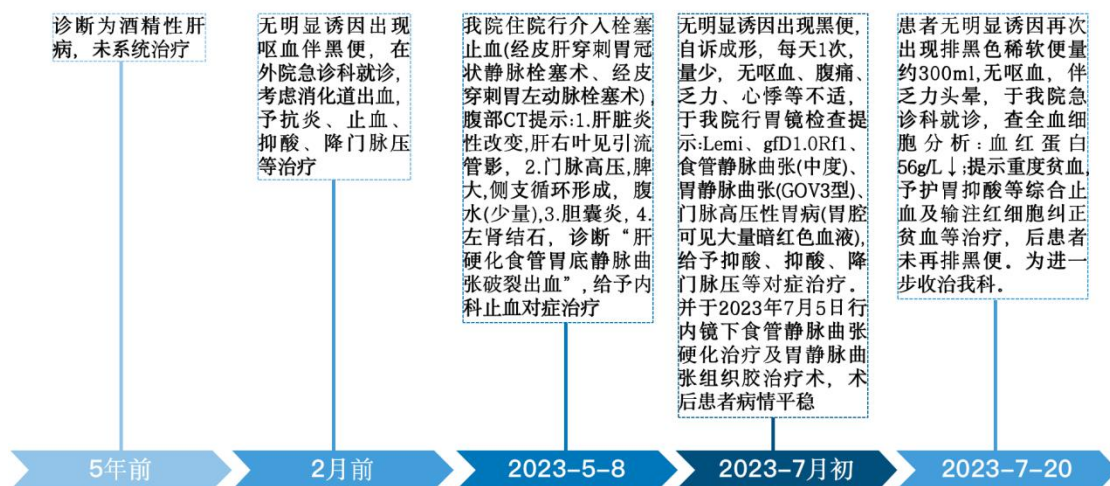 诊断为酒精性肝
病，未系统治疗
无明显诱因出现
呕血伴黑便，在
外院急诊科就诊，
考虑消化道出血，
予抗炎、止血、
抑酸、降门脉压
等治疗
我院住院行介入栓塞
止血(经皮肝穿刺胃冠
状静脉栓塞术、经皮
穿刺胃左动脉栓塞术)，
腹部CT提示:1.肝脏炎
性改变,肝右叶见引流
管影，2.门脉高压,脾
大,侧支循环形成，腹
水(少量),3.胆囊炎，4.
左肾结石，诊断“肝
硬化食管胃底静脉曲
张破裂出血”,给予内
科止血对症治疗
无明显诱因出现黑便，
自诉成形，每天1次，
量少，无呕血、腹痛、
乏力、心悸等不适，
于我院行胃镜检查提
示:Lemi、gfD1.0Rf1、
食管静脉曲张(中度)、
胃静脉曲张(GOV3型)、
门脉高压性胃病(胃腔
可见大量暗红色血液),
给予抑酸、抑酸、降
门脉压等对症治疗。
并于2023年7月5日行
内镜下食管静脉曲张
硬化治疗及胃静脉曲
张组织胶治疗术，术
后患者病情平稳
患者无明显诱因再次
出现排黑色稀软便量
约300ml,无呕血，伴
乏力头晕，于我院急
诊科就诊，查全血细
胞分析:血红蛋白
56g/L↓;提示重度贫血,
予护胃抑酸等综合止
血及输注红细胞纠正
贫血等治疗，后患者
未再排黑便。为进一
步收治我科。
5年前
2月前
2023-5-8
2023-7月初
2023-7-20